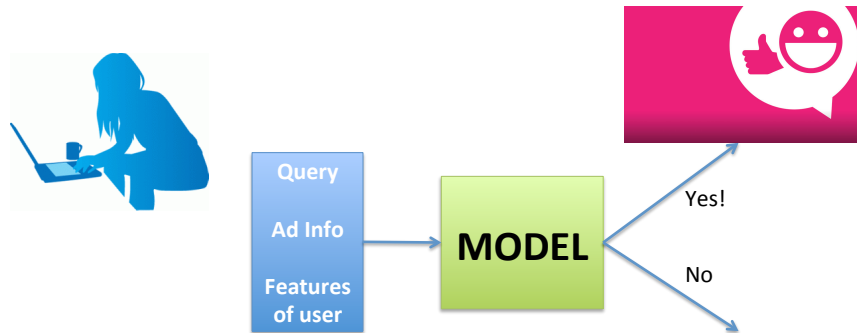 Query
Ad Info
Features
of user
MODEL
Yes!
No